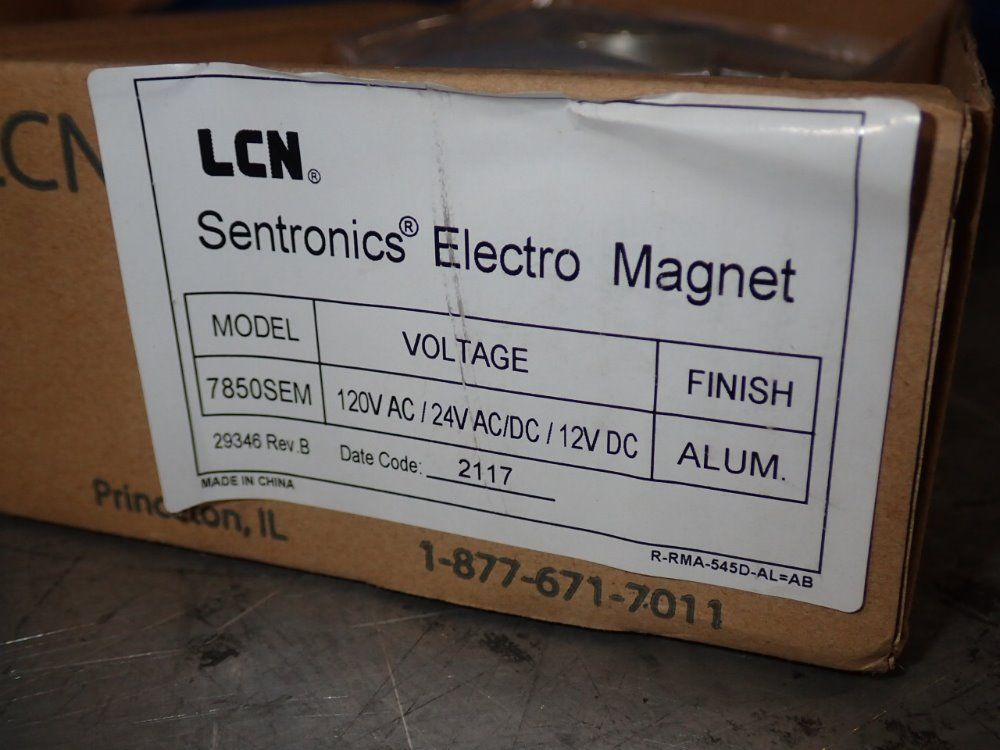 LCN
LCN®
Sentronics® Electro Magnet
MODEL VOLTAGE FINISH
7850SEM 120V AC / 24V AC/DC / 12V DC ALUM.
29346 Rev.B Date Code: 2117
MADE IN CHINA
R-RMA-545D-AL=AB
Princeton, IL
1-877-671-7011